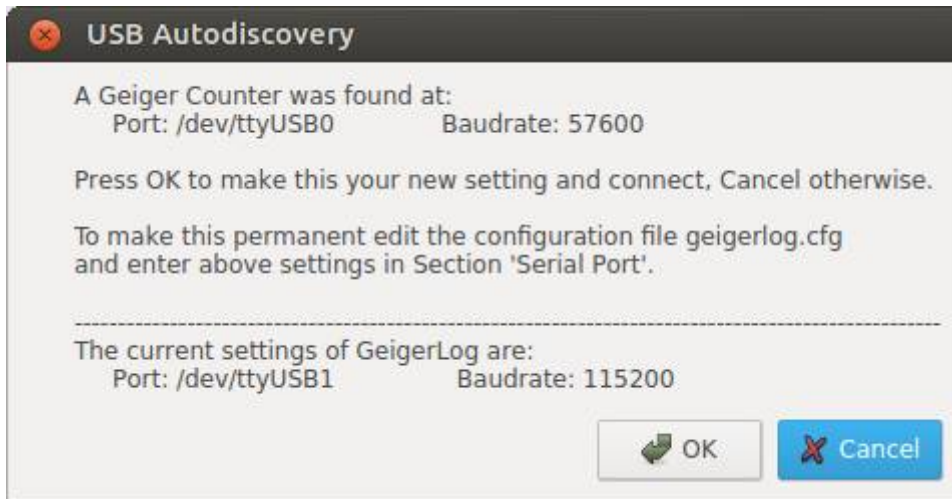 USB Autodiscovery
A Geiger Counter was found at:
Port: /dev/ttyUSB0 Baudrate: 57600
Press OK to make this your new setting and connect, Cancel otherwise.
To make this permanent edit the configuration file geigerlog.cfg
and enter above settings in Section 'Serial Port'.
----------------------------------------------------------------------------------------------------
The current settings of GeigerLog are:
Port: /dev/ttyUSB1 Baudrate: 115200
OK Cancel